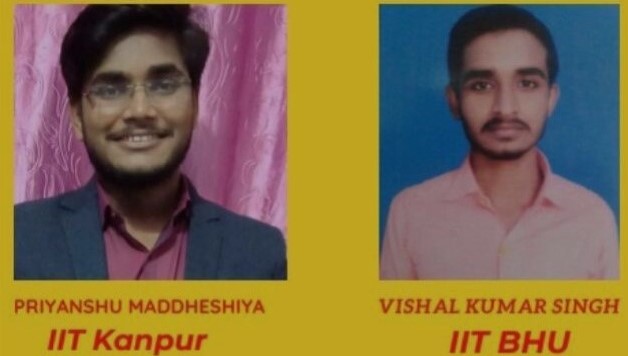 PRIYANSHU MADDHESHIYA
IIT Kanpur
VISHAL KUMAR SINGH
IIT BHU